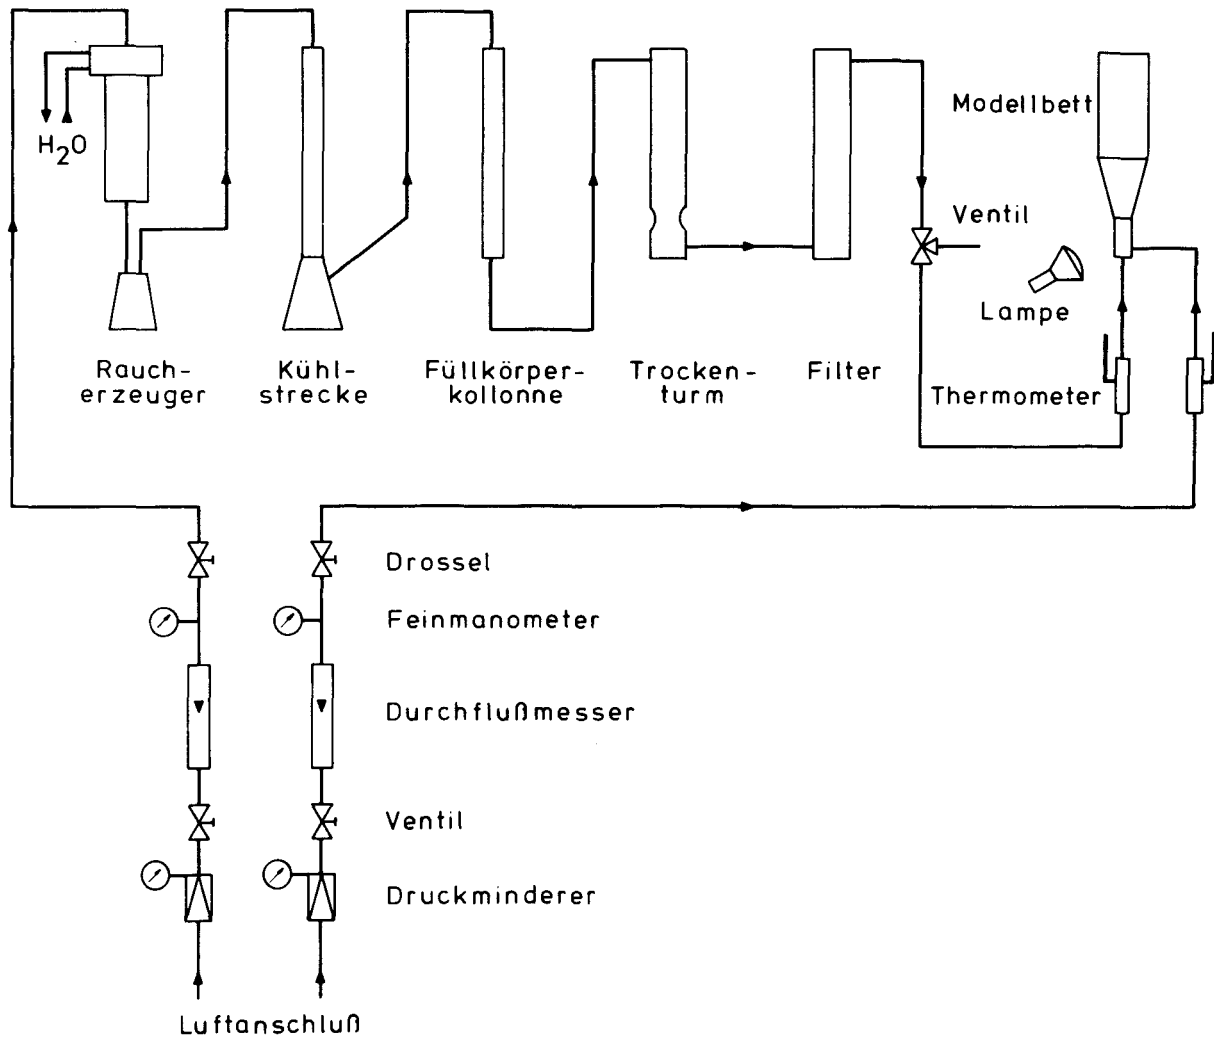 H2O
Modellbett
Ventil
Lampe
Rauch-
erzeuger
Kühl-
strecke
Füllkörper-
kollonne
Trocken-
turm
Filter
Thermometer
Drossel
Feinmanometer
Durchflußmesser
Ventil
Druckminderer
Luftanschluß